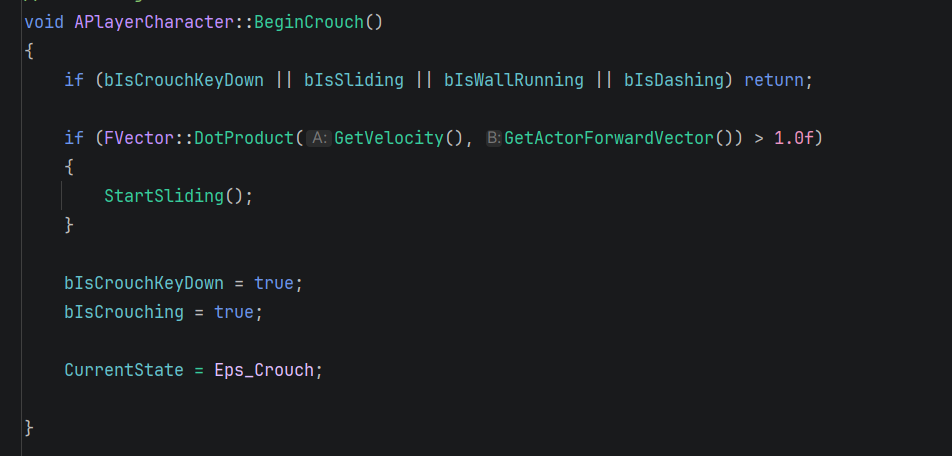 void APlayerCharacter::BeginCrouch()
{
if (bIsCrouchKeyDown || bIsSliding || bIsWallRunning || bIsDashing) return;
if (FVector::DotProduct( A: GetVelocity(), B: GetActorForwardVector()) > 1.0f)
{
StartSliding();
}
bIsCrouchKeyDown = true;
bIsCrouching = true;
CurrentState = Eps_Crouch;
}